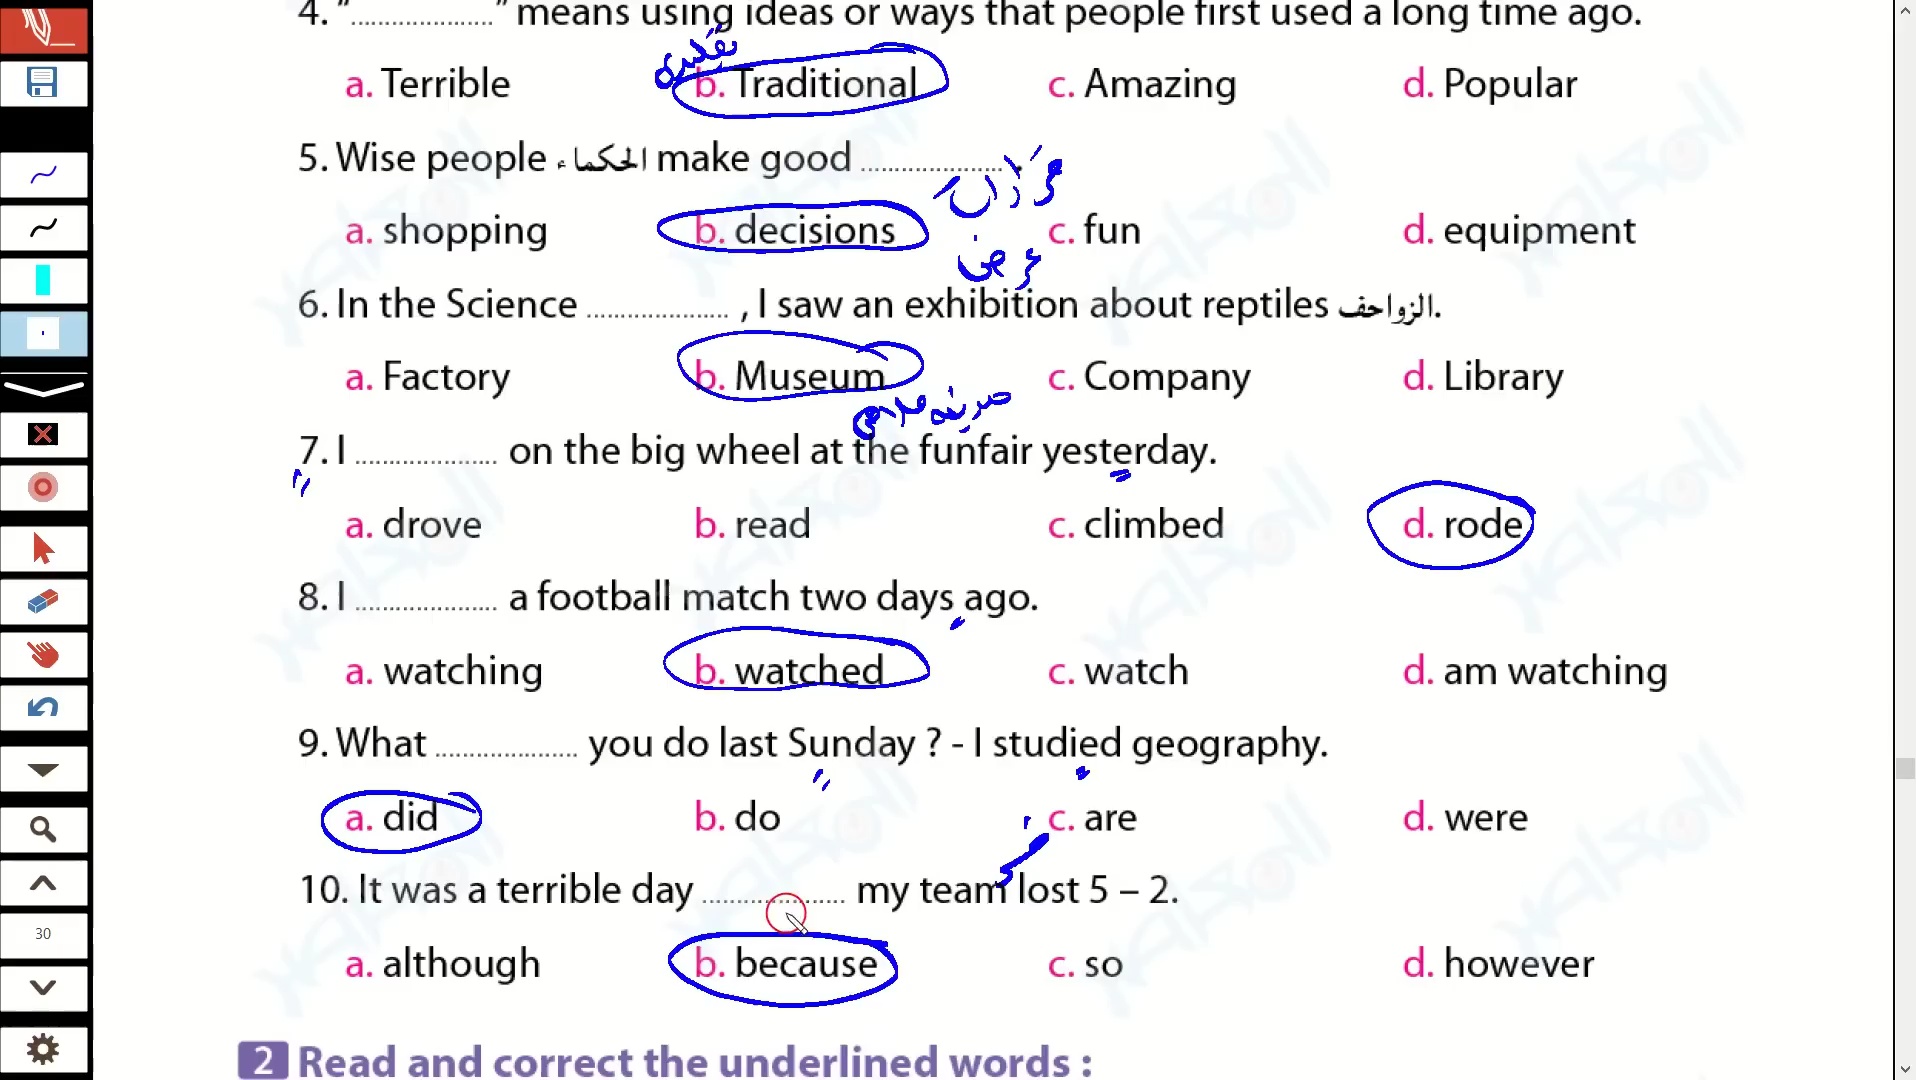 4. “.....................” means using ideas or ways that people first used a long time ago.
a. Terrible b. Traditional c. Amazing d. Popular
5. Wise people الحكماء make good ..................... .
a. shopping b. decisions c. fun d. equipment
عرض
6. In the Science ..................... , I saw an exhibition about reptiles الزواحف.
a. Factory b. Museum c. Company d. Library
7. I ..................... on the big wheel at the funfair yesterday.
a. drove b. read c. climbed d. rode
8. I ..................... a football match two days ago.
a. watching b. watched c. watch d. am watching
9. What ..................... you do last Sunday ? - I studied geography.
a. did b. do c. are d. were
10. It was a terrible day ..................... my team lost 5 – 2.
a. although b. because c. so d. however
30
2 Read and correct the underlined words :